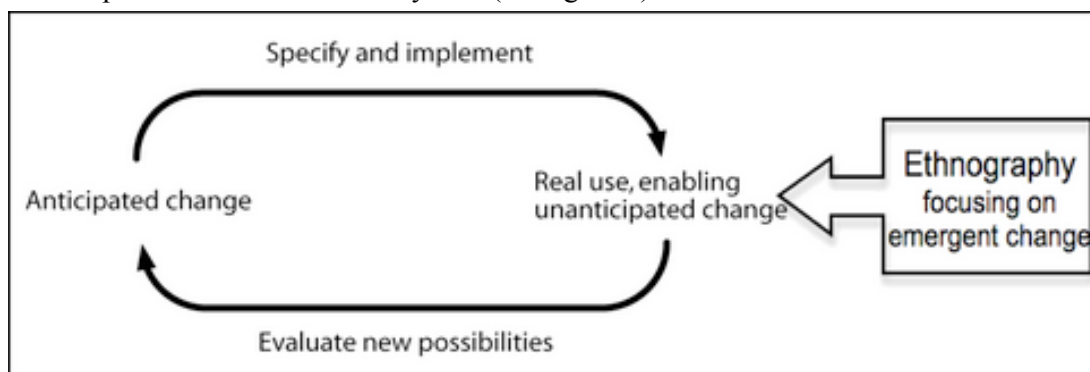 Specify and implement
Anticipated change
Real use, enabling
unanticipated change
Ethnography
focusing on
emergent change
Evaluate new possibilities